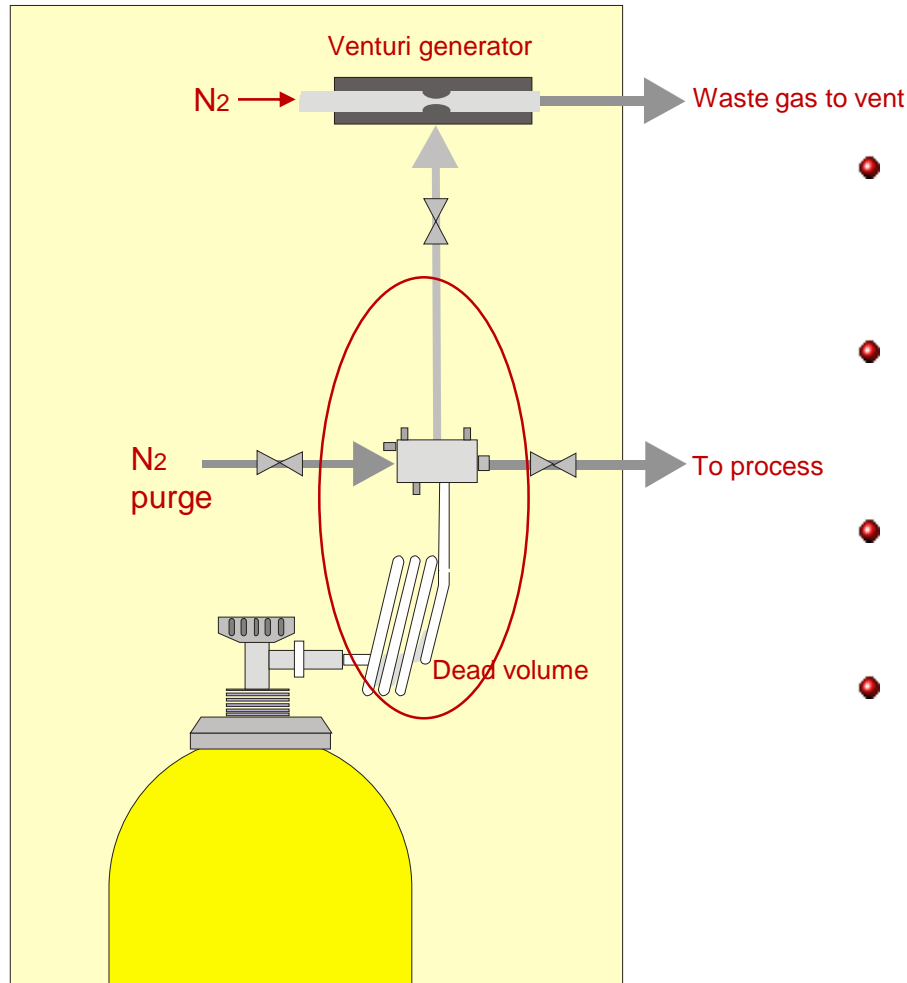 Venturi generator
N2
Waste gas to vent
N2
purge
To process
Dead volume